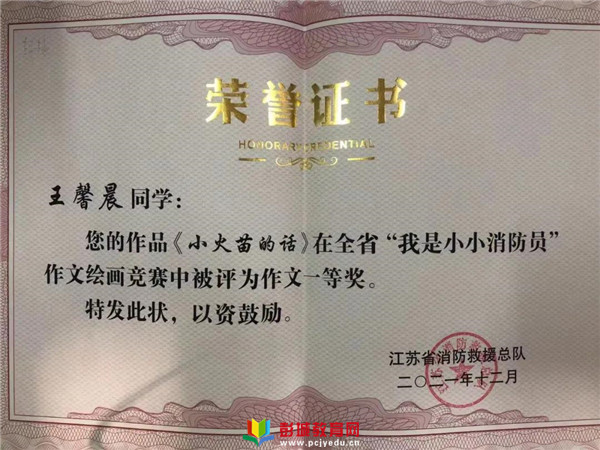 荣誉证书
HONORARY CREDENTIAL
王馨晨同学：
您的作品《小火苗的话》在全省“我是小小消防员”
作文绘画竞赛中被评为作文一等奖。
特发此状，以资鼓励。
江苏省消防救援总队
二〇二一年十二月
彭城教育网
www.pcjyedu.cn